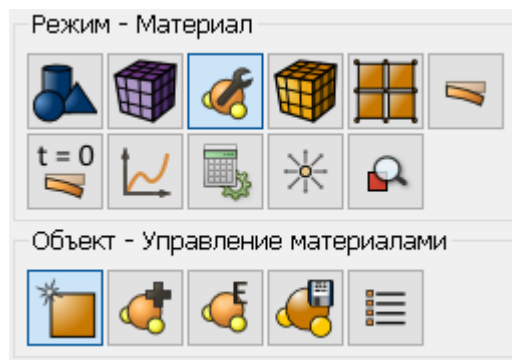 Режим - Материал
t = 0
Объект - Управление материалами
E